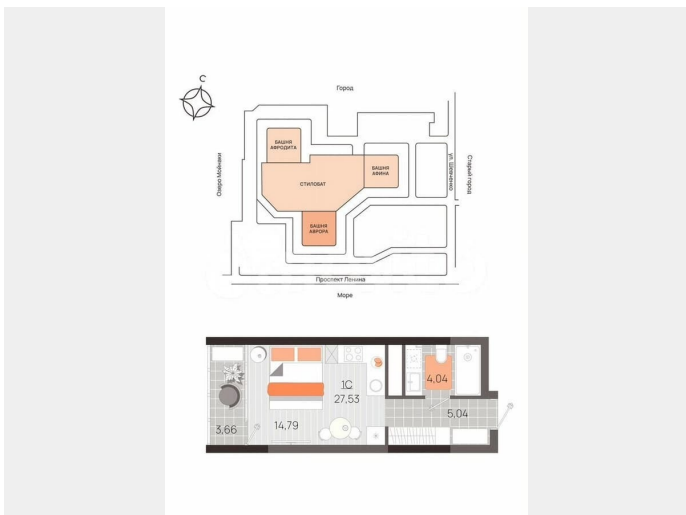 С
Город
БАШНЯ
АФРОДИТА
БАШНЯ
АФИНА
СТИЛОБАТ
БАШНЯ
АВРОРА
Озеро Мойнаки
ул. Шевченко
Старый город
Проспект Ленина
Море
1С
27.53
4.04
5.04
3.66
14.79